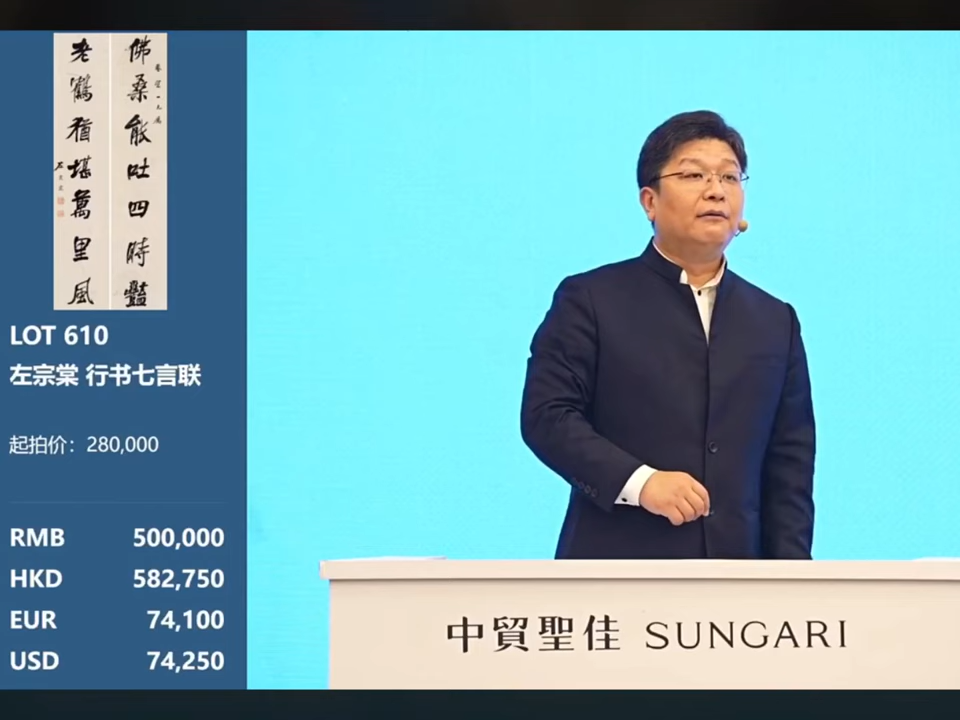 佛桑能吐四時豔
老鶴猶堪萬里風
LOT 610
左宗棠 行书七言联
起拍价：280,000
RMB 500,000
HKD 582,750
EUR 74,100
USD 74,250
中貿聖佳 SUNGARI